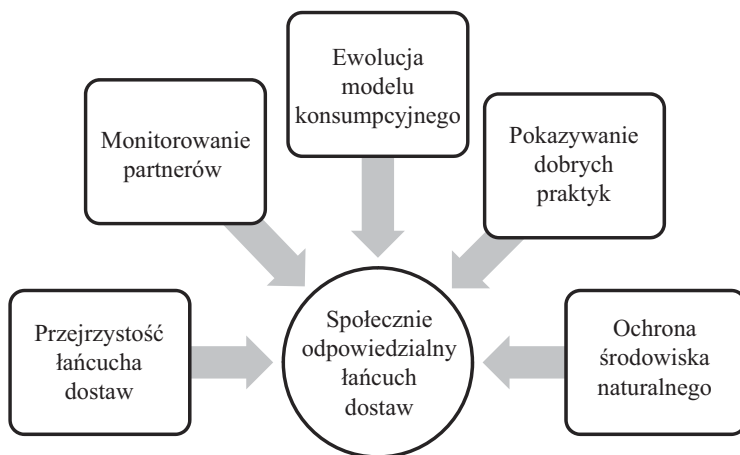 Ewolucja
modelu
konsumpcyjnego
Monitorowanie
partnerów
Pokazywanie
dobrych
praktyk
Przejrzystość
łańcucha
dostaw
Społecznie
odpowiedzialny
łańcuch
dostaw
Ochrona
środowiska
naturalnego